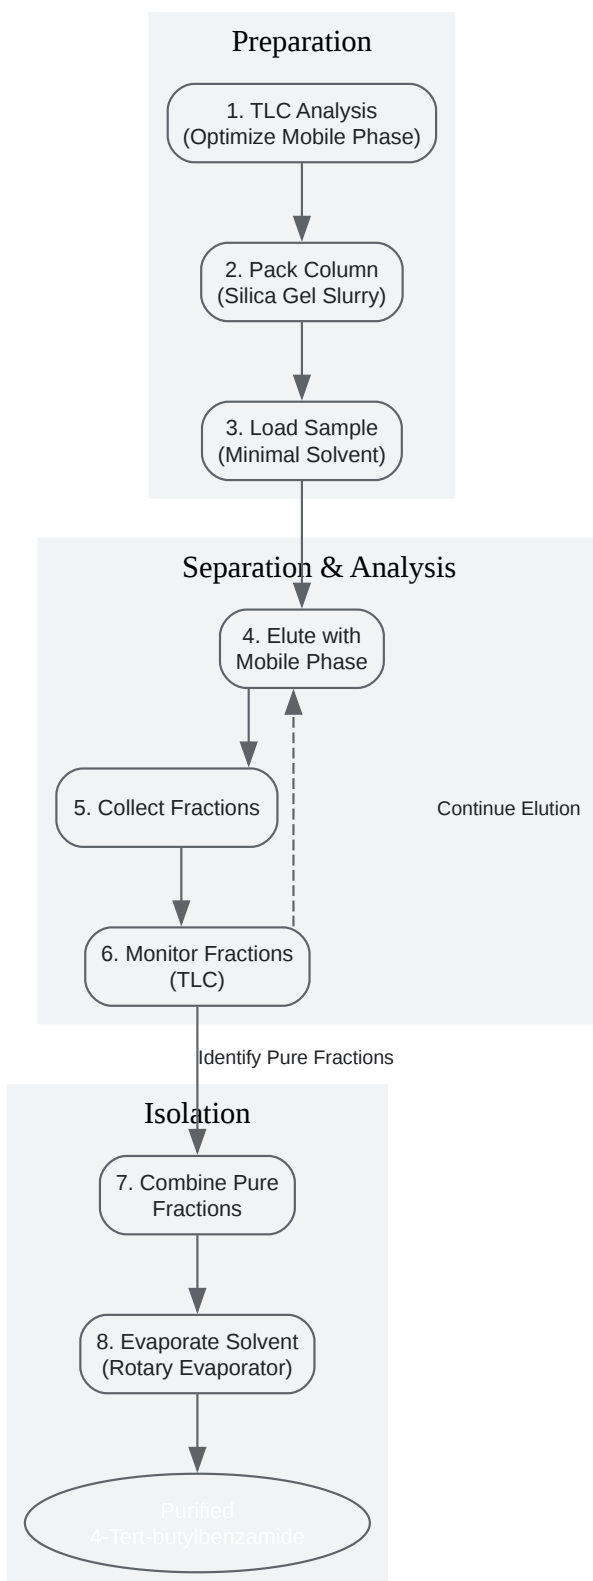 Preparation
1. TLC Analysis
(Optimize Mobile Phase)
2. Pack Column
(Silica Gel Slurry)
3. Load Sample
(Minimal Solvent)
Separation & Analysis
4. Elute with
Mobile Phase
5. Collect Fractions
Continue Elution
6. Monitor Fractions
(TLC)
Identify Pure Fractions
Isolation
7. Combine Pure
Fractions
8. Evaporate Solvent
(Rotary Evaporator)
Purified
4-Tert-butylbenzamide